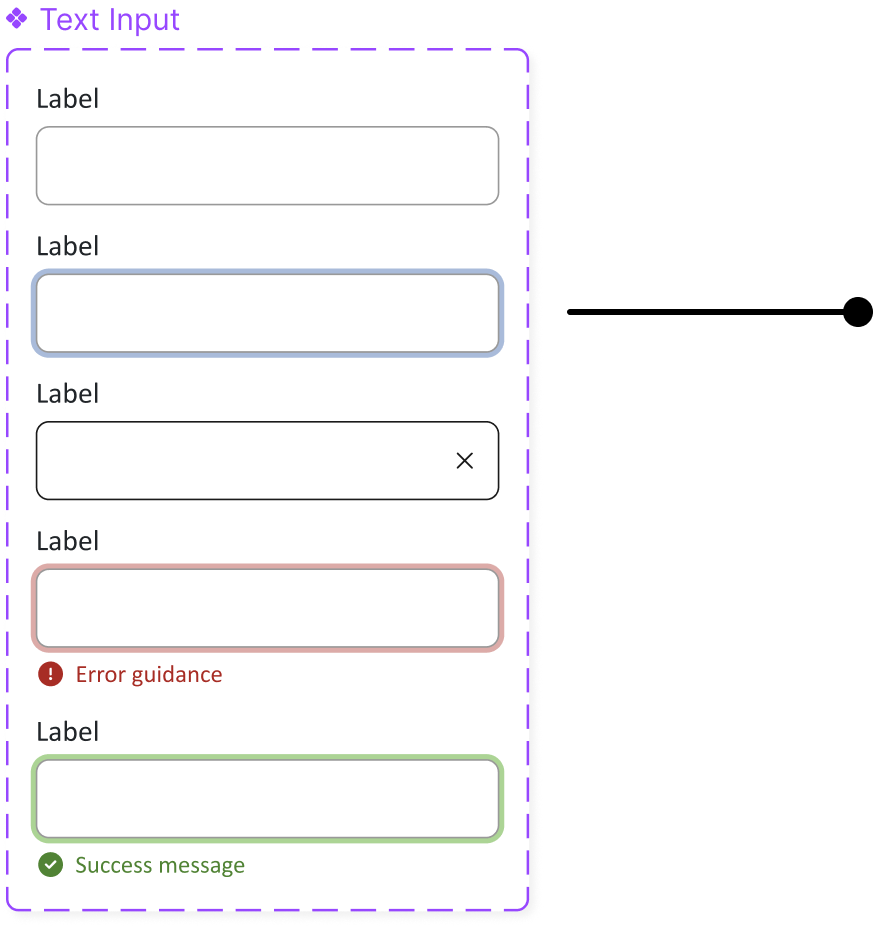 Text Input
Label
Label
Label
Label
Error guidance
Label
Success message